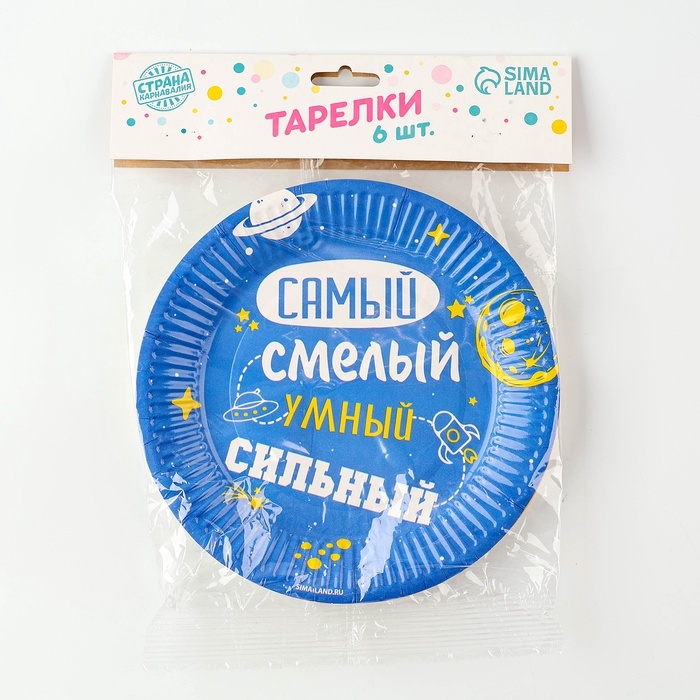 СТРАНА
КАРНАВАЛИЯ
SIMA
LAND
ТАРЕЛКИ
6 шт.
САМЫЙ
СМЕЛЫЙ
УМНЫЙ
СИЛЬНЫЙ
SIMA-LAND.RU